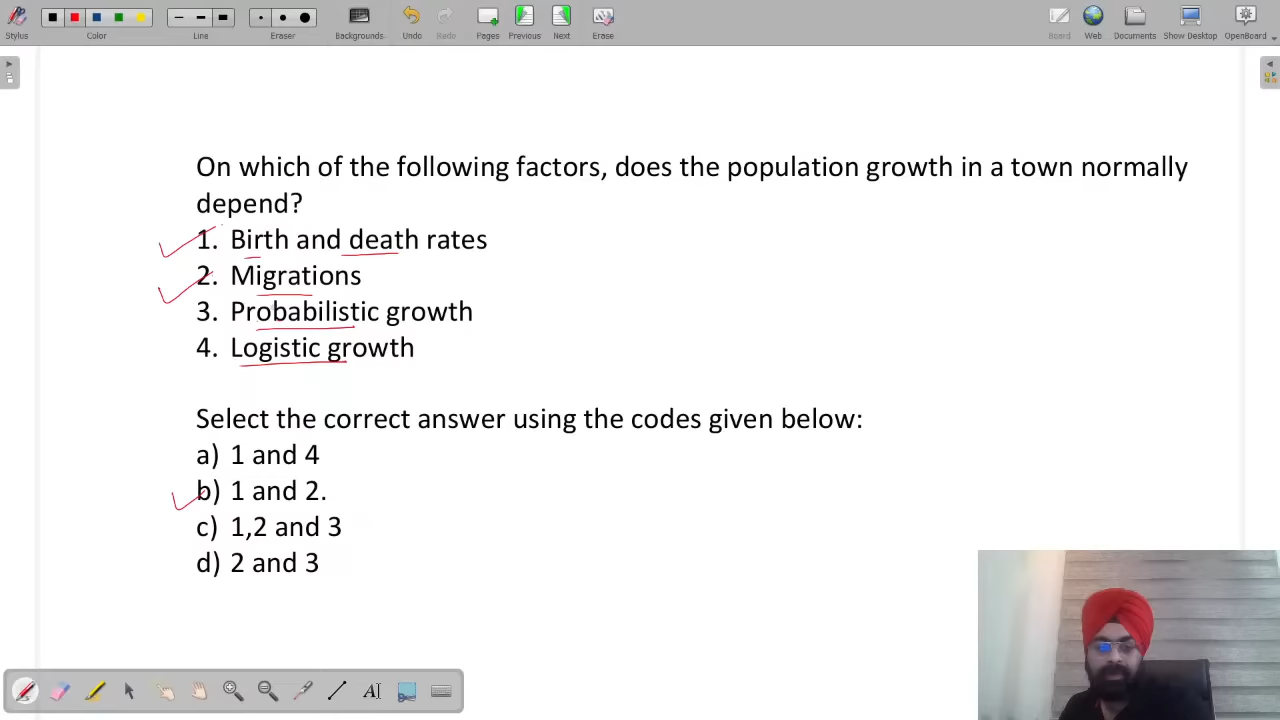 Stylus Color Line Eraser Backgrounds Undo Redo Pages Previous Next Erase Board Web Documents Show Desktop OpenBoard
On which of the following factors, does the population growth in a town normally
depend?
1. Birth and death rates
2. Migrations
3. Probabilistic growth
4. Logistic growth
Select the correct answer using the codes given below:
a) 1 and 4
b) 1 and 2.
c) 1,2 and 3
d) 2 and 3